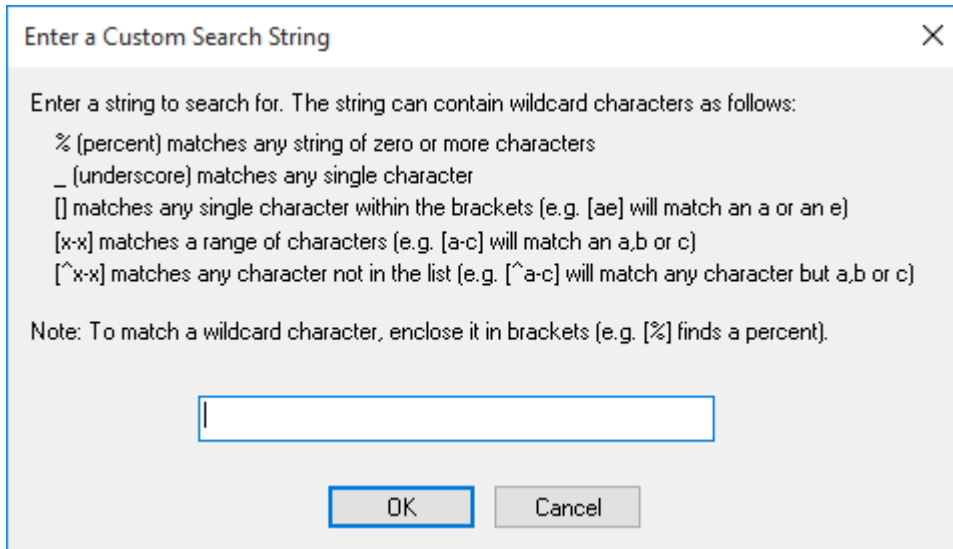 Enter a Custom Search String
Enter a string to search for. The string can contain wildcard characters as follows:
% (percent) matches any string of zero or more characters
_ (underscore) matches any single character
[] matches any single character within the brackets (e.g. [ae] will match an a or an e)
[x-x] matches a range of characters (e.g. [a-c] will match an a,b or c)
[^x-x] matches any character not in the list (e.g. [^a-c] will match any character but a,b or c)
Note: To match a wildcard character, enclose it in brackets (e.g. [%] finds a percent).
OK
Cancel